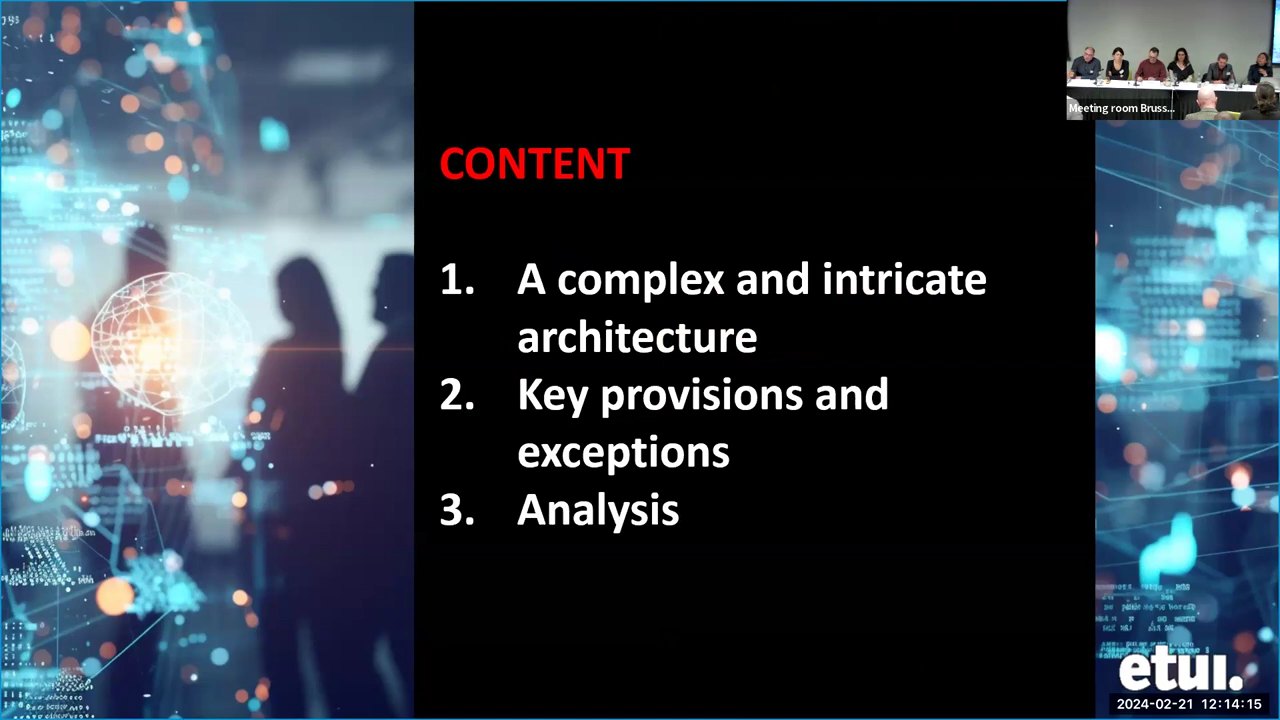 Meeting room Bruss...
CONTENT
1. A complex and intricate
architecture
2. Key provisions and
exceptions
3. Analysis
etui.
2024-02-21 12:14:15